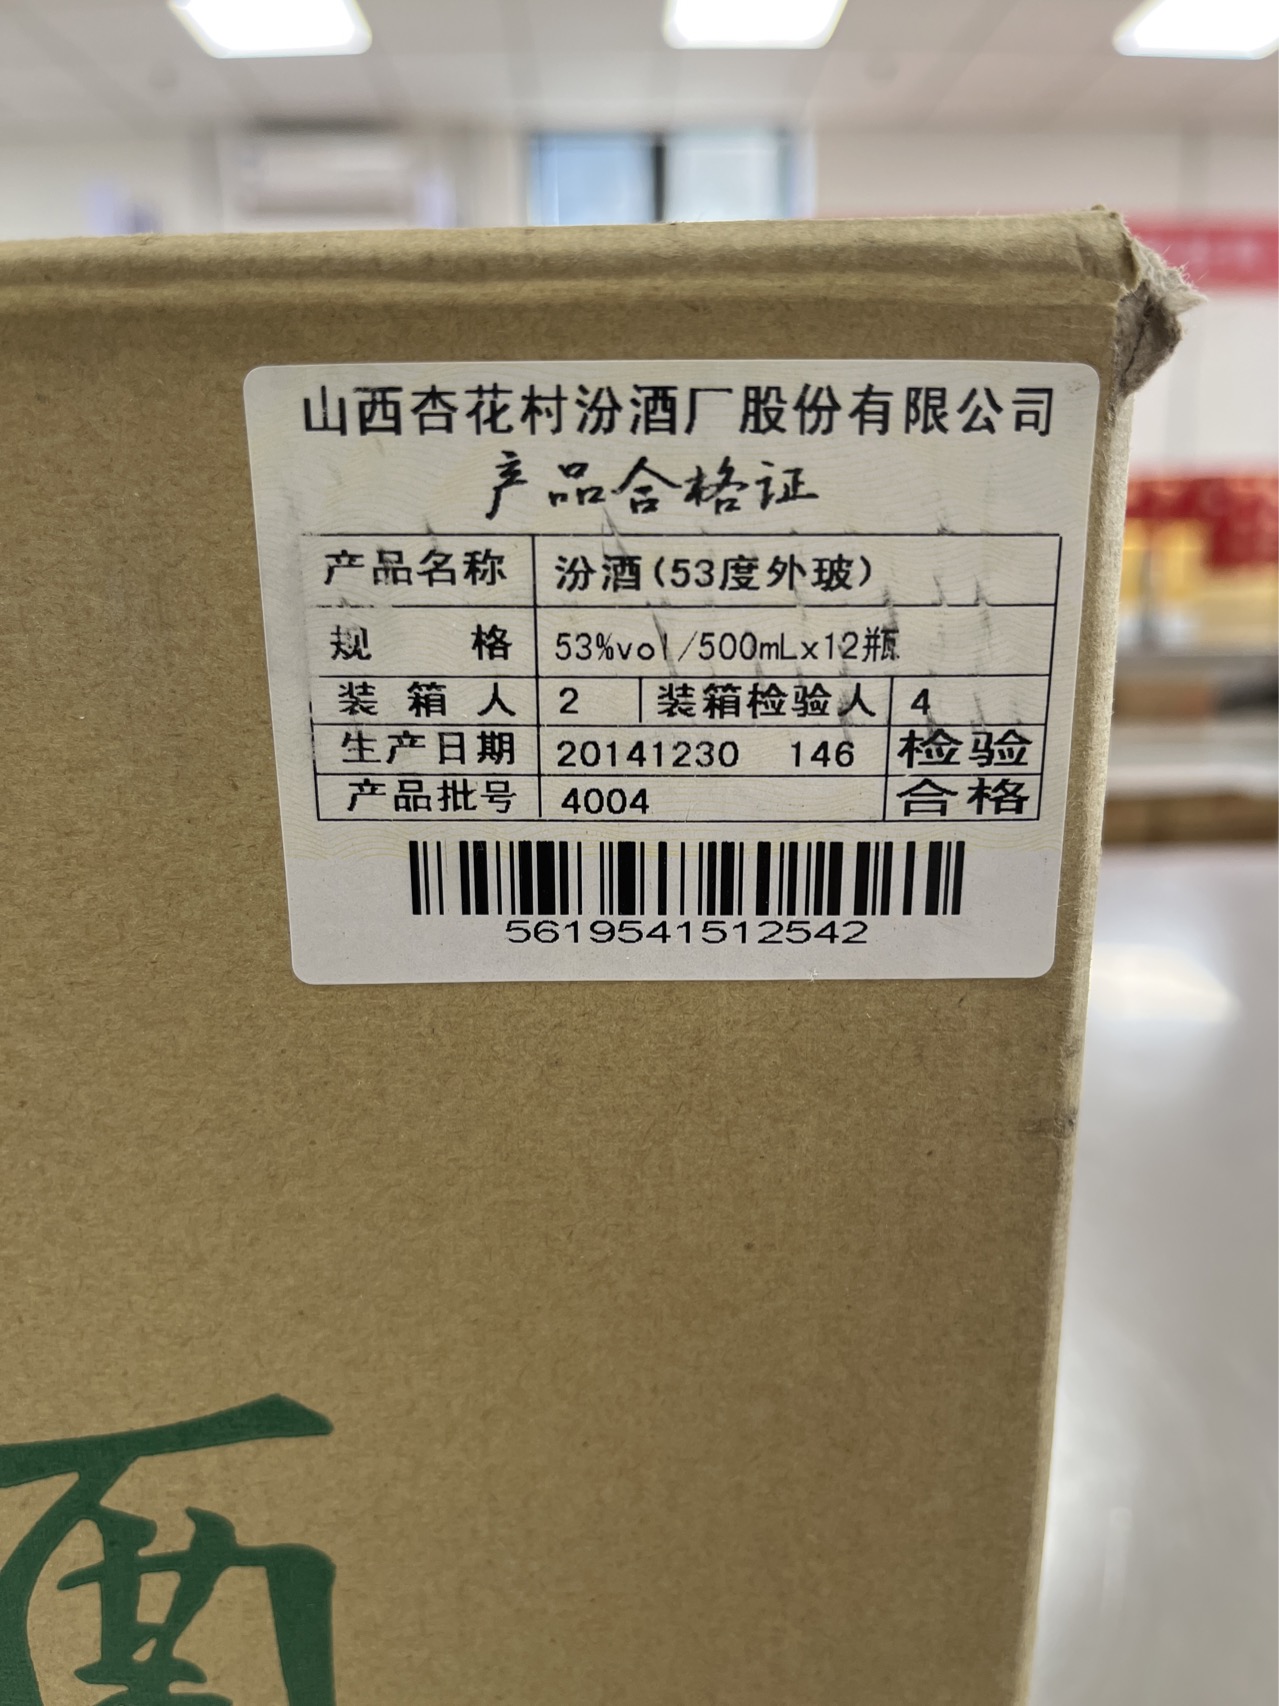 山西杏花村汾酒厂股份有限公司
产品合格证
产品名称 汾酒(53度外玻)
规 格 53%vol/500mLx12瓶
装 箱 人 2 装箱检验人 4
生产日期 20141230 146 检验
产品批号 4004 合格
5619541512542
酒